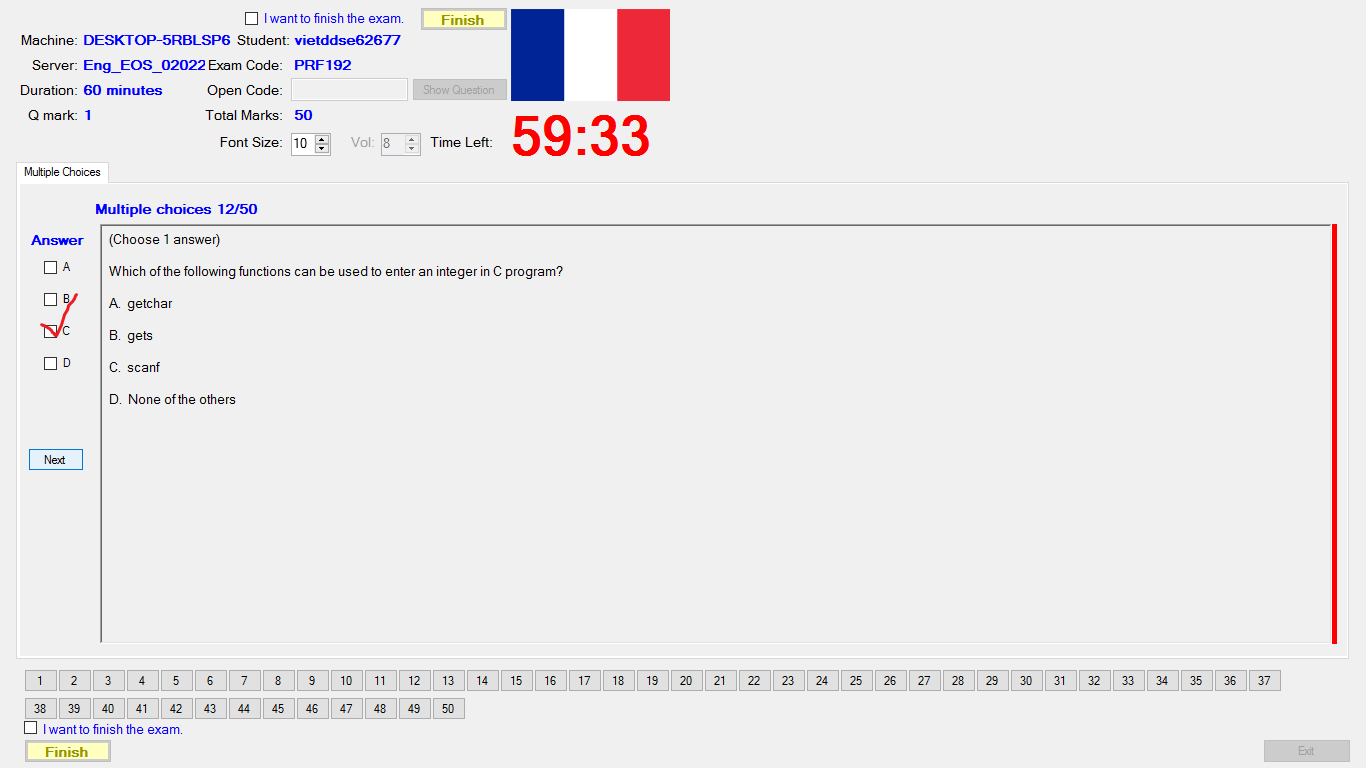 I want to finish the exam. Finish
Machine: DESKTOP-5RBLSP6 Student: vietddse62677
Server: Eng_EOS_02022 Exam Code: PRF192
Duration: 60 minutes Open Code: Show Question
Q mark: 1 Total Marks: 50
Font Size: 10 Vol: 8 Time Left: 59:33
Multiple Choices
Multiple choices 12/50
Answer
A
B
C
D
Next
(Choose 1 answer)
Which of the following functions can be used to enter an integer in C program?
A. getchar
B. gets
C. scanf
D. None of the others
1 2 3 4 5 6 7 8 9 10 11 12 13 14 15 16 17 18 19 20 21 22 23 24 25 26 27 28 29 30 31 32 33 34 35 36 37
38 39 40 41 42 43 44 45 46 47 48 49 50
I want to finish the exam.
Finish Exit